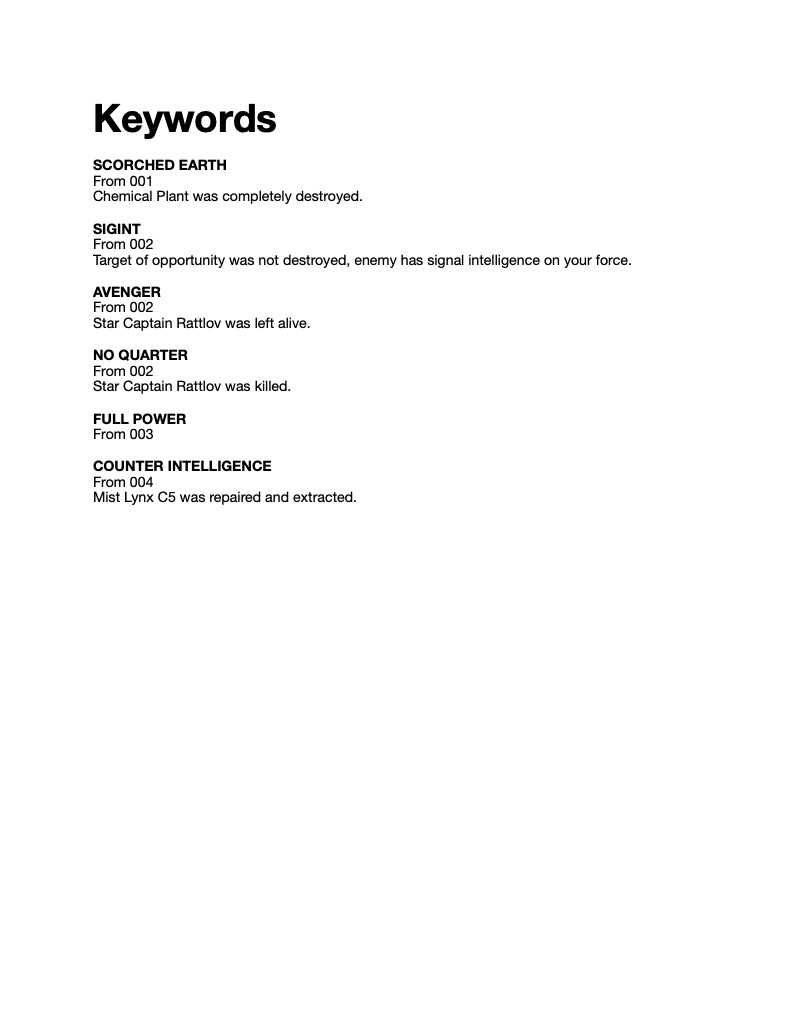 Keywords
SCORCHED EARTH
From 001
Chemical Plant was completely destroyed.
SIGINT
From 002
Target of opportunity was not destroyed, enemy has signal intelligence on your force.
AVENGER
From 002
Star Captain Rattlov was left alive.
NO QUARTER
From 002
Star Captain Rattlov was killed.
FULL POWER
From 003
COUNTER INTELLIGENCE
From 004
Mist Lynx C5 was repaired and extracted.